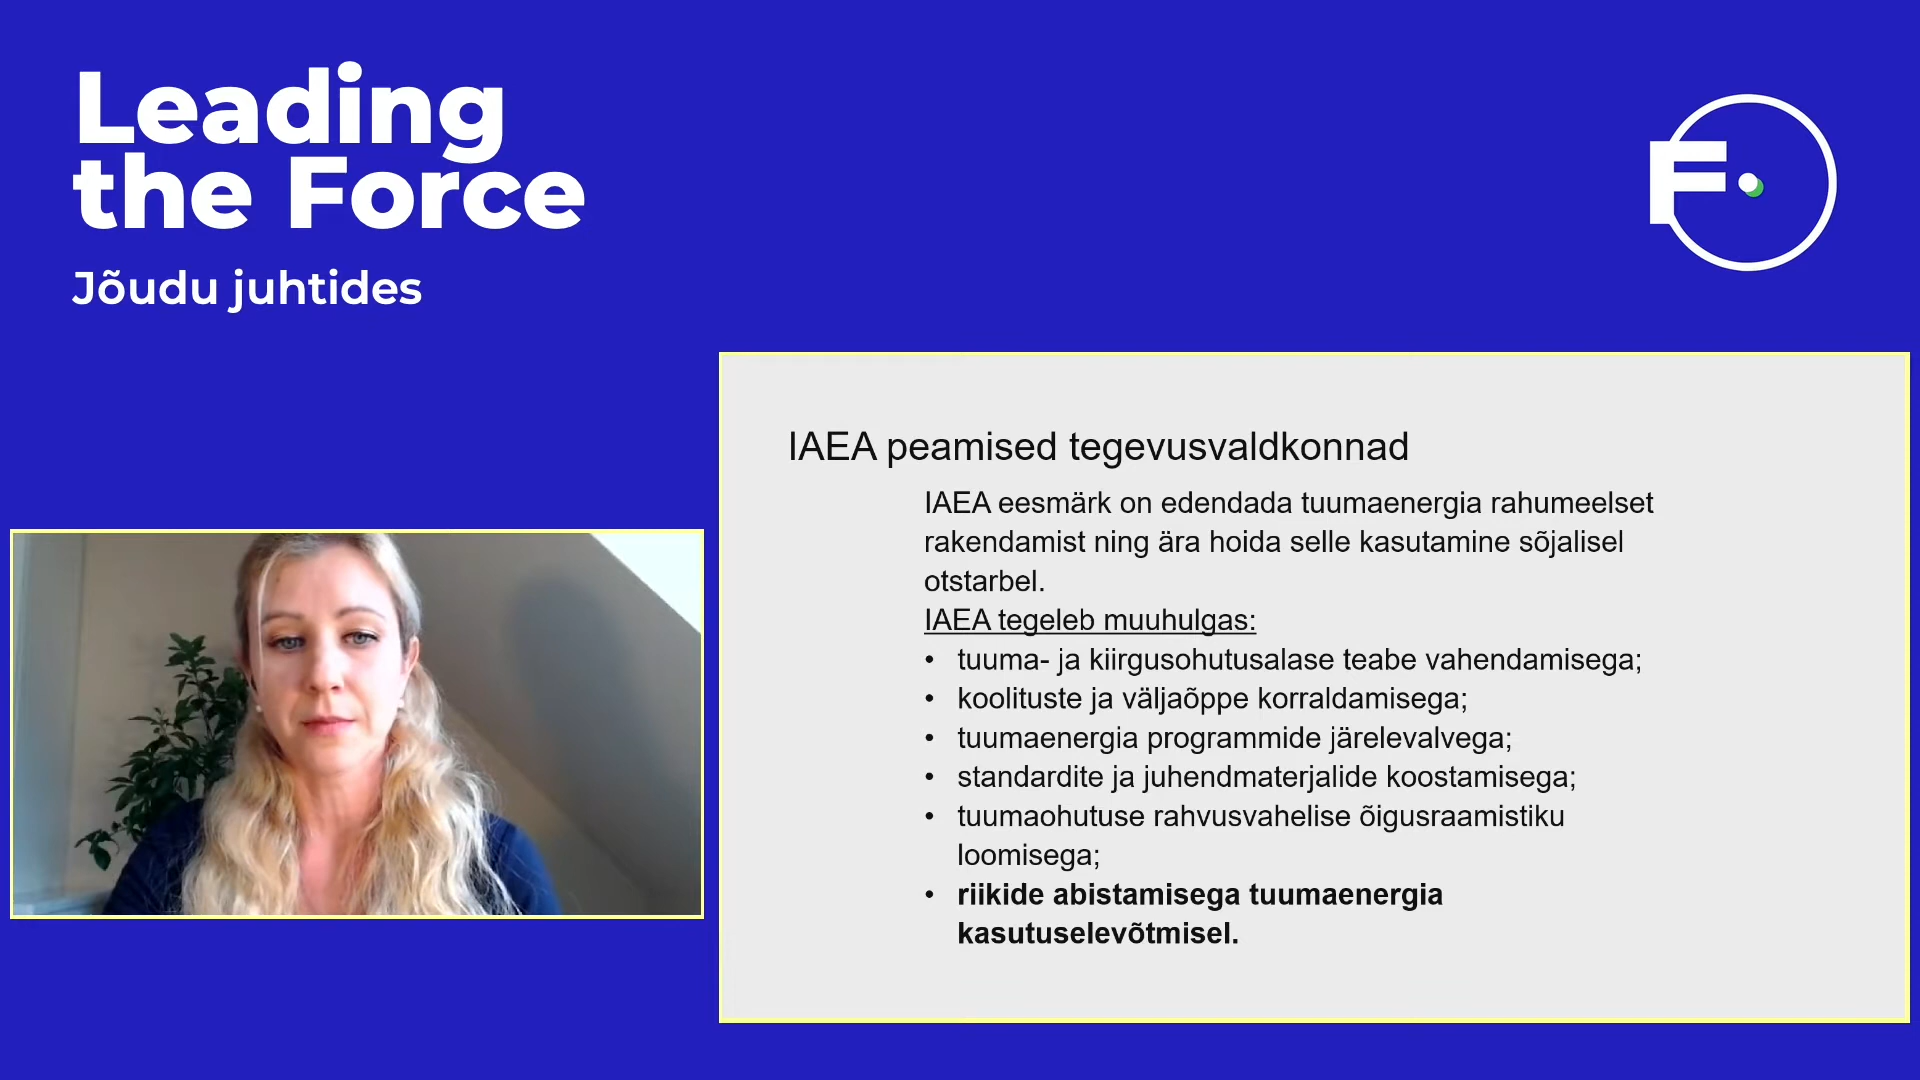 Leading
the Force
Jõudu juhtides
F
IAEA peamised tegevusvaldkonnad
IAEA eesmärk on edendada tuumaenergia rahumeelset
rakendamist ning ära hoida selle kasutamine sõjalisel
otstarbel.
IAEA tegeleb muuhulgas:
• tuuma- ja kiirgusohutusalase teabe vahendamisega;
• koolituste ja väljaõppe korraldamisega;
• tuumaenergia programmide järelevalvega;
• standardite ja juhendmaterjalide koostamisega;
• tuumaohutuse rahvusvahelise õigusraamistiku
loomisega;
• riikide abistamisega tuumaenergia
kasutuselevõtmisel.